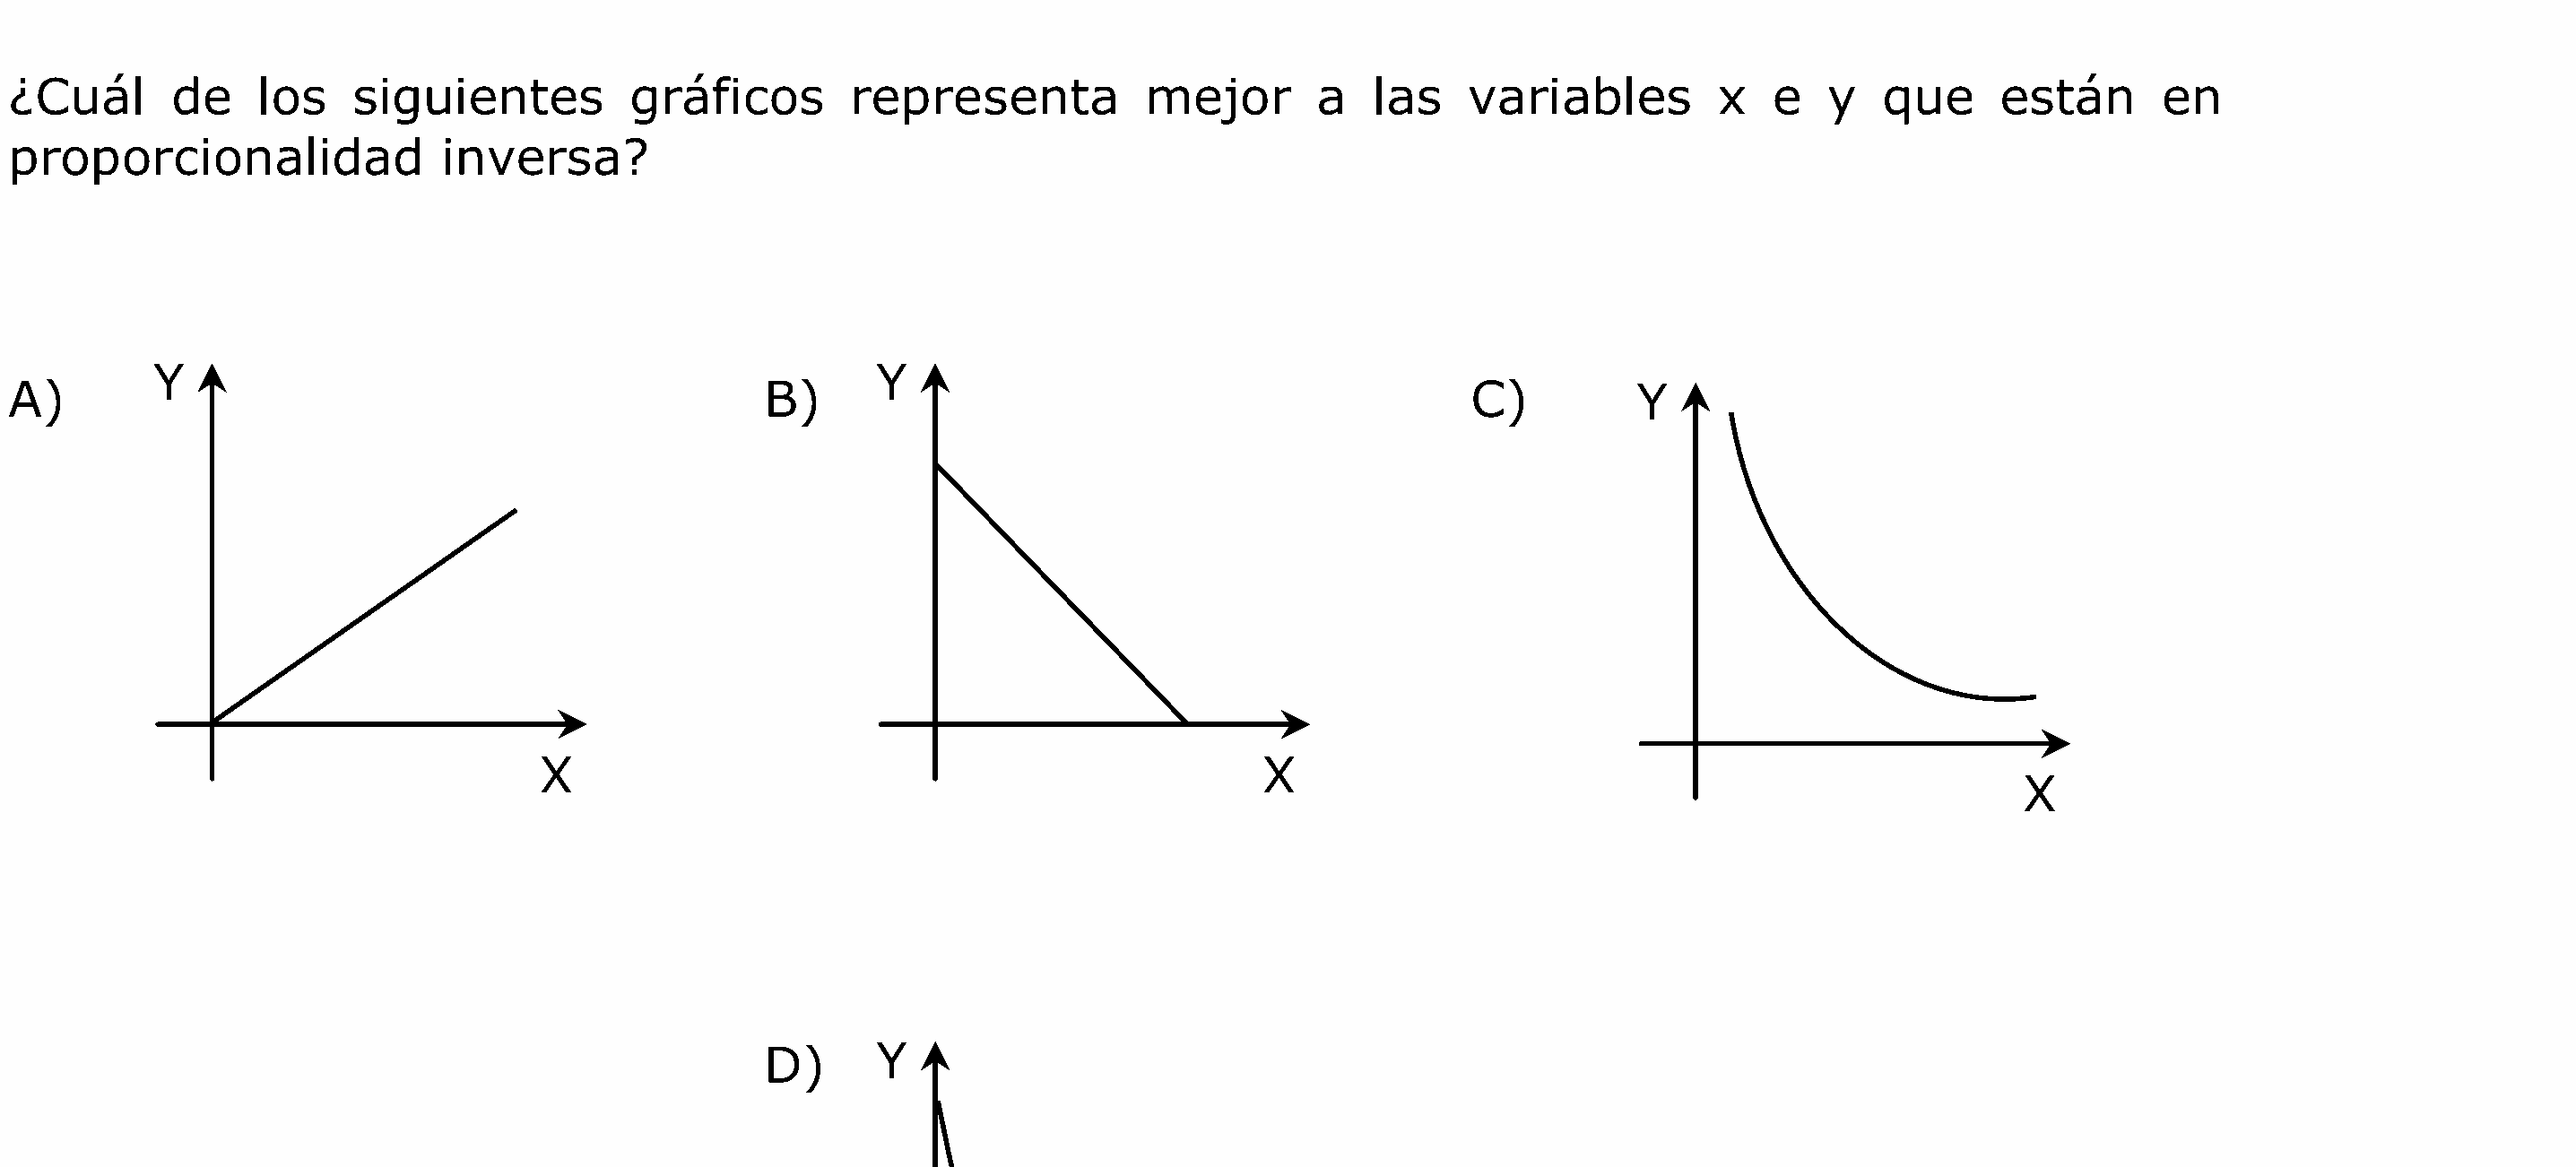 ¿Cuál de los siguientes gráficos representa mejor a las variables x e y que están en
proporcionalidad inversa?
A) Y
B) Y
C) Y
X
X
X
D) Y